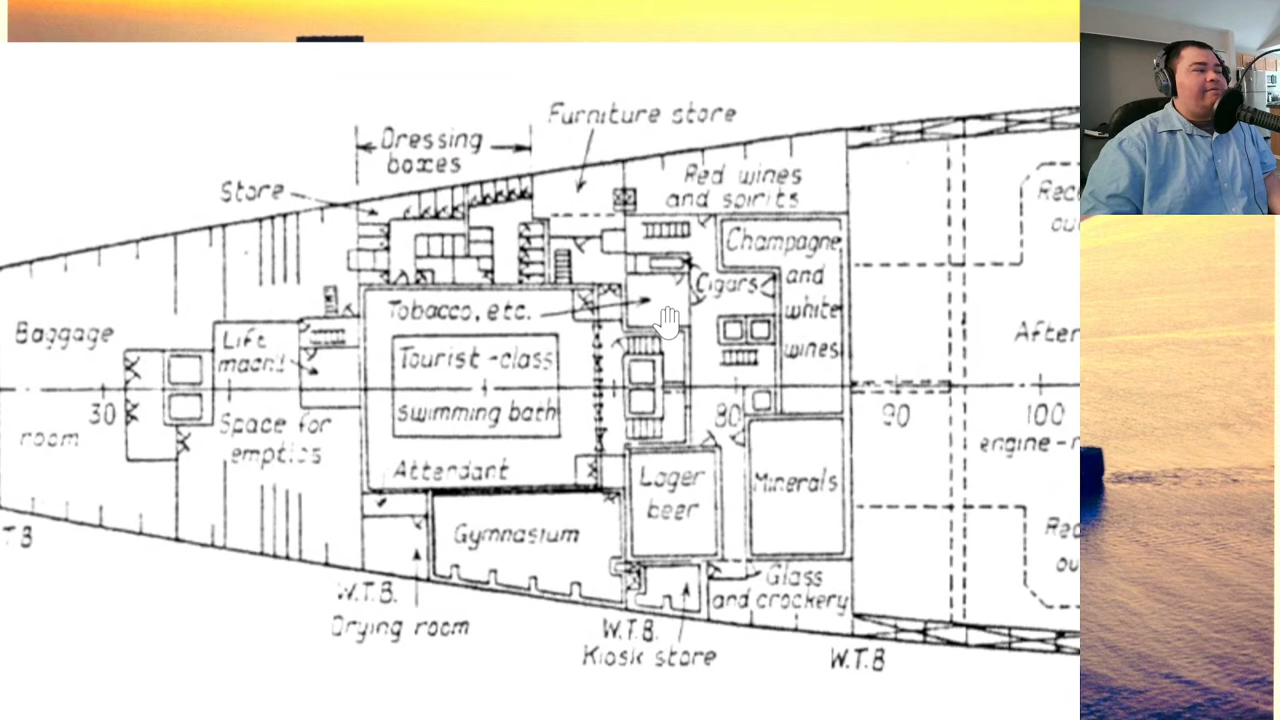 Furniture store
Dressing
boxes
Store
Red wines
and spirits
Champagne
and
white
wines
Cigars
Tobacco, etc.
Baggage
room
Lift
mach'y
Tourist-class
swimming bath
30
80
90
100
Space for
empties
Attendant
After
engine-r
Lager
beer
Minerals
Gymnasium
Glass
and crockery
T.B
W.T.B.
Drying room
W.T.B.
Kiosk store
W.T.B